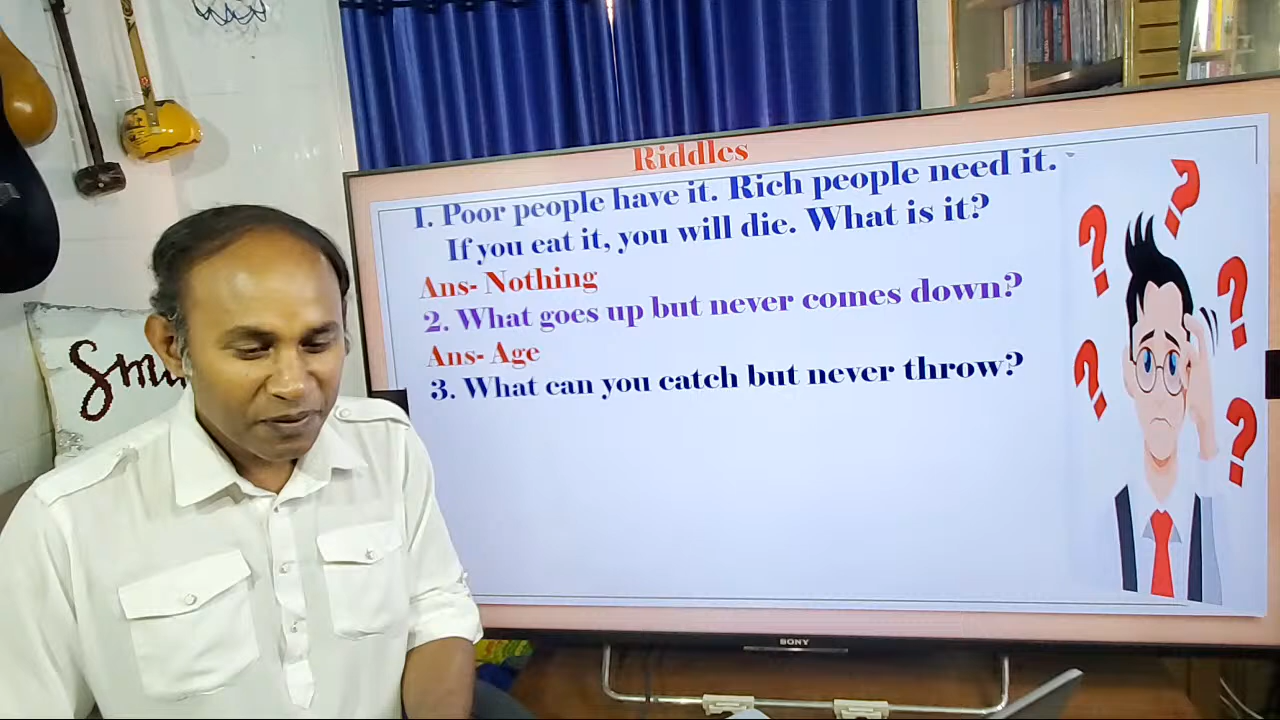 Riddles
1. Poor people have it. Rich people need it.
If you eat it, you will die. What is it?
Ans- Nothing
2. What goes up but never comes down?
Ans- Age
3. What can you catch but never throw?
SONY